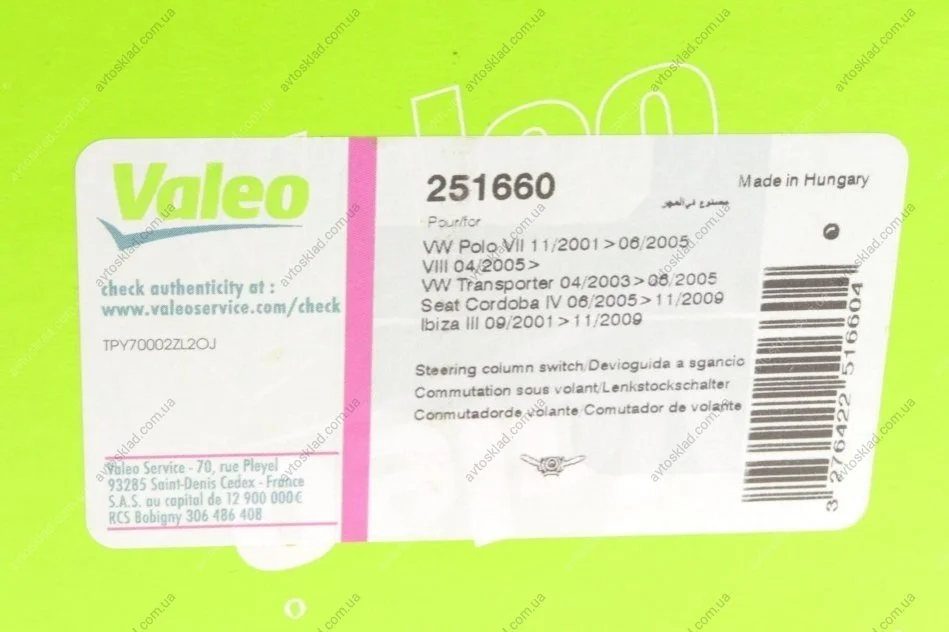 Valeo
check authenticity at :
www.valeoservice.com/check
TPY70002ZL2OJ
Valeo Service - 70, rue Pleyel
93285 Saint-Denis Cedex - France
S.A.S. au capital de 12 900 000€
RCS Bobigny 306 486 408
251660
Made in Hungary
مصنوع في المجر
Pour/for
VW Polo VII 11/2001>06/2005
VIII 04/2005>
VW Transporter 04/2003>06/2005
Seat Cordoba IV 06/2005>11/2009
Ibiza III 09/2001>11/2009
Steering column switch/Devioguida a sgancio
Commutation sous volant/Lenkstockschalter
Conmutadorde volante/Comutador de volante
3 276422 516604
avtosklad.com.ua